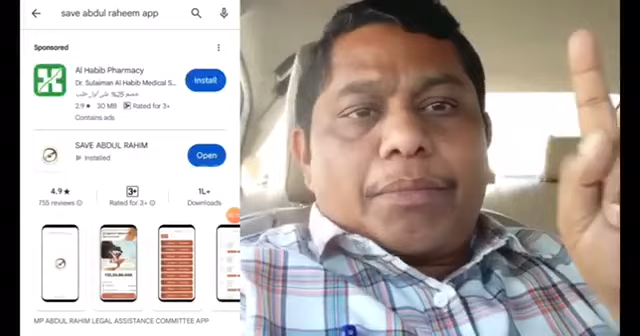 save abdul raheem app
Sponsored
Al Habib Pharmacy
Dr. Sulaiman Al Habib Medical S...
Install
2.9★ 30 MB 3+ Rated for 3+
Contains ads
SAVE ABDUL RAHIM
Installed
Open
4.9★ 3+ 1L+
755 reviews Rated for 3+ Downloads
MP ABDUL RAHIM LEGAL ASSISTANCE COMMITTEE APP